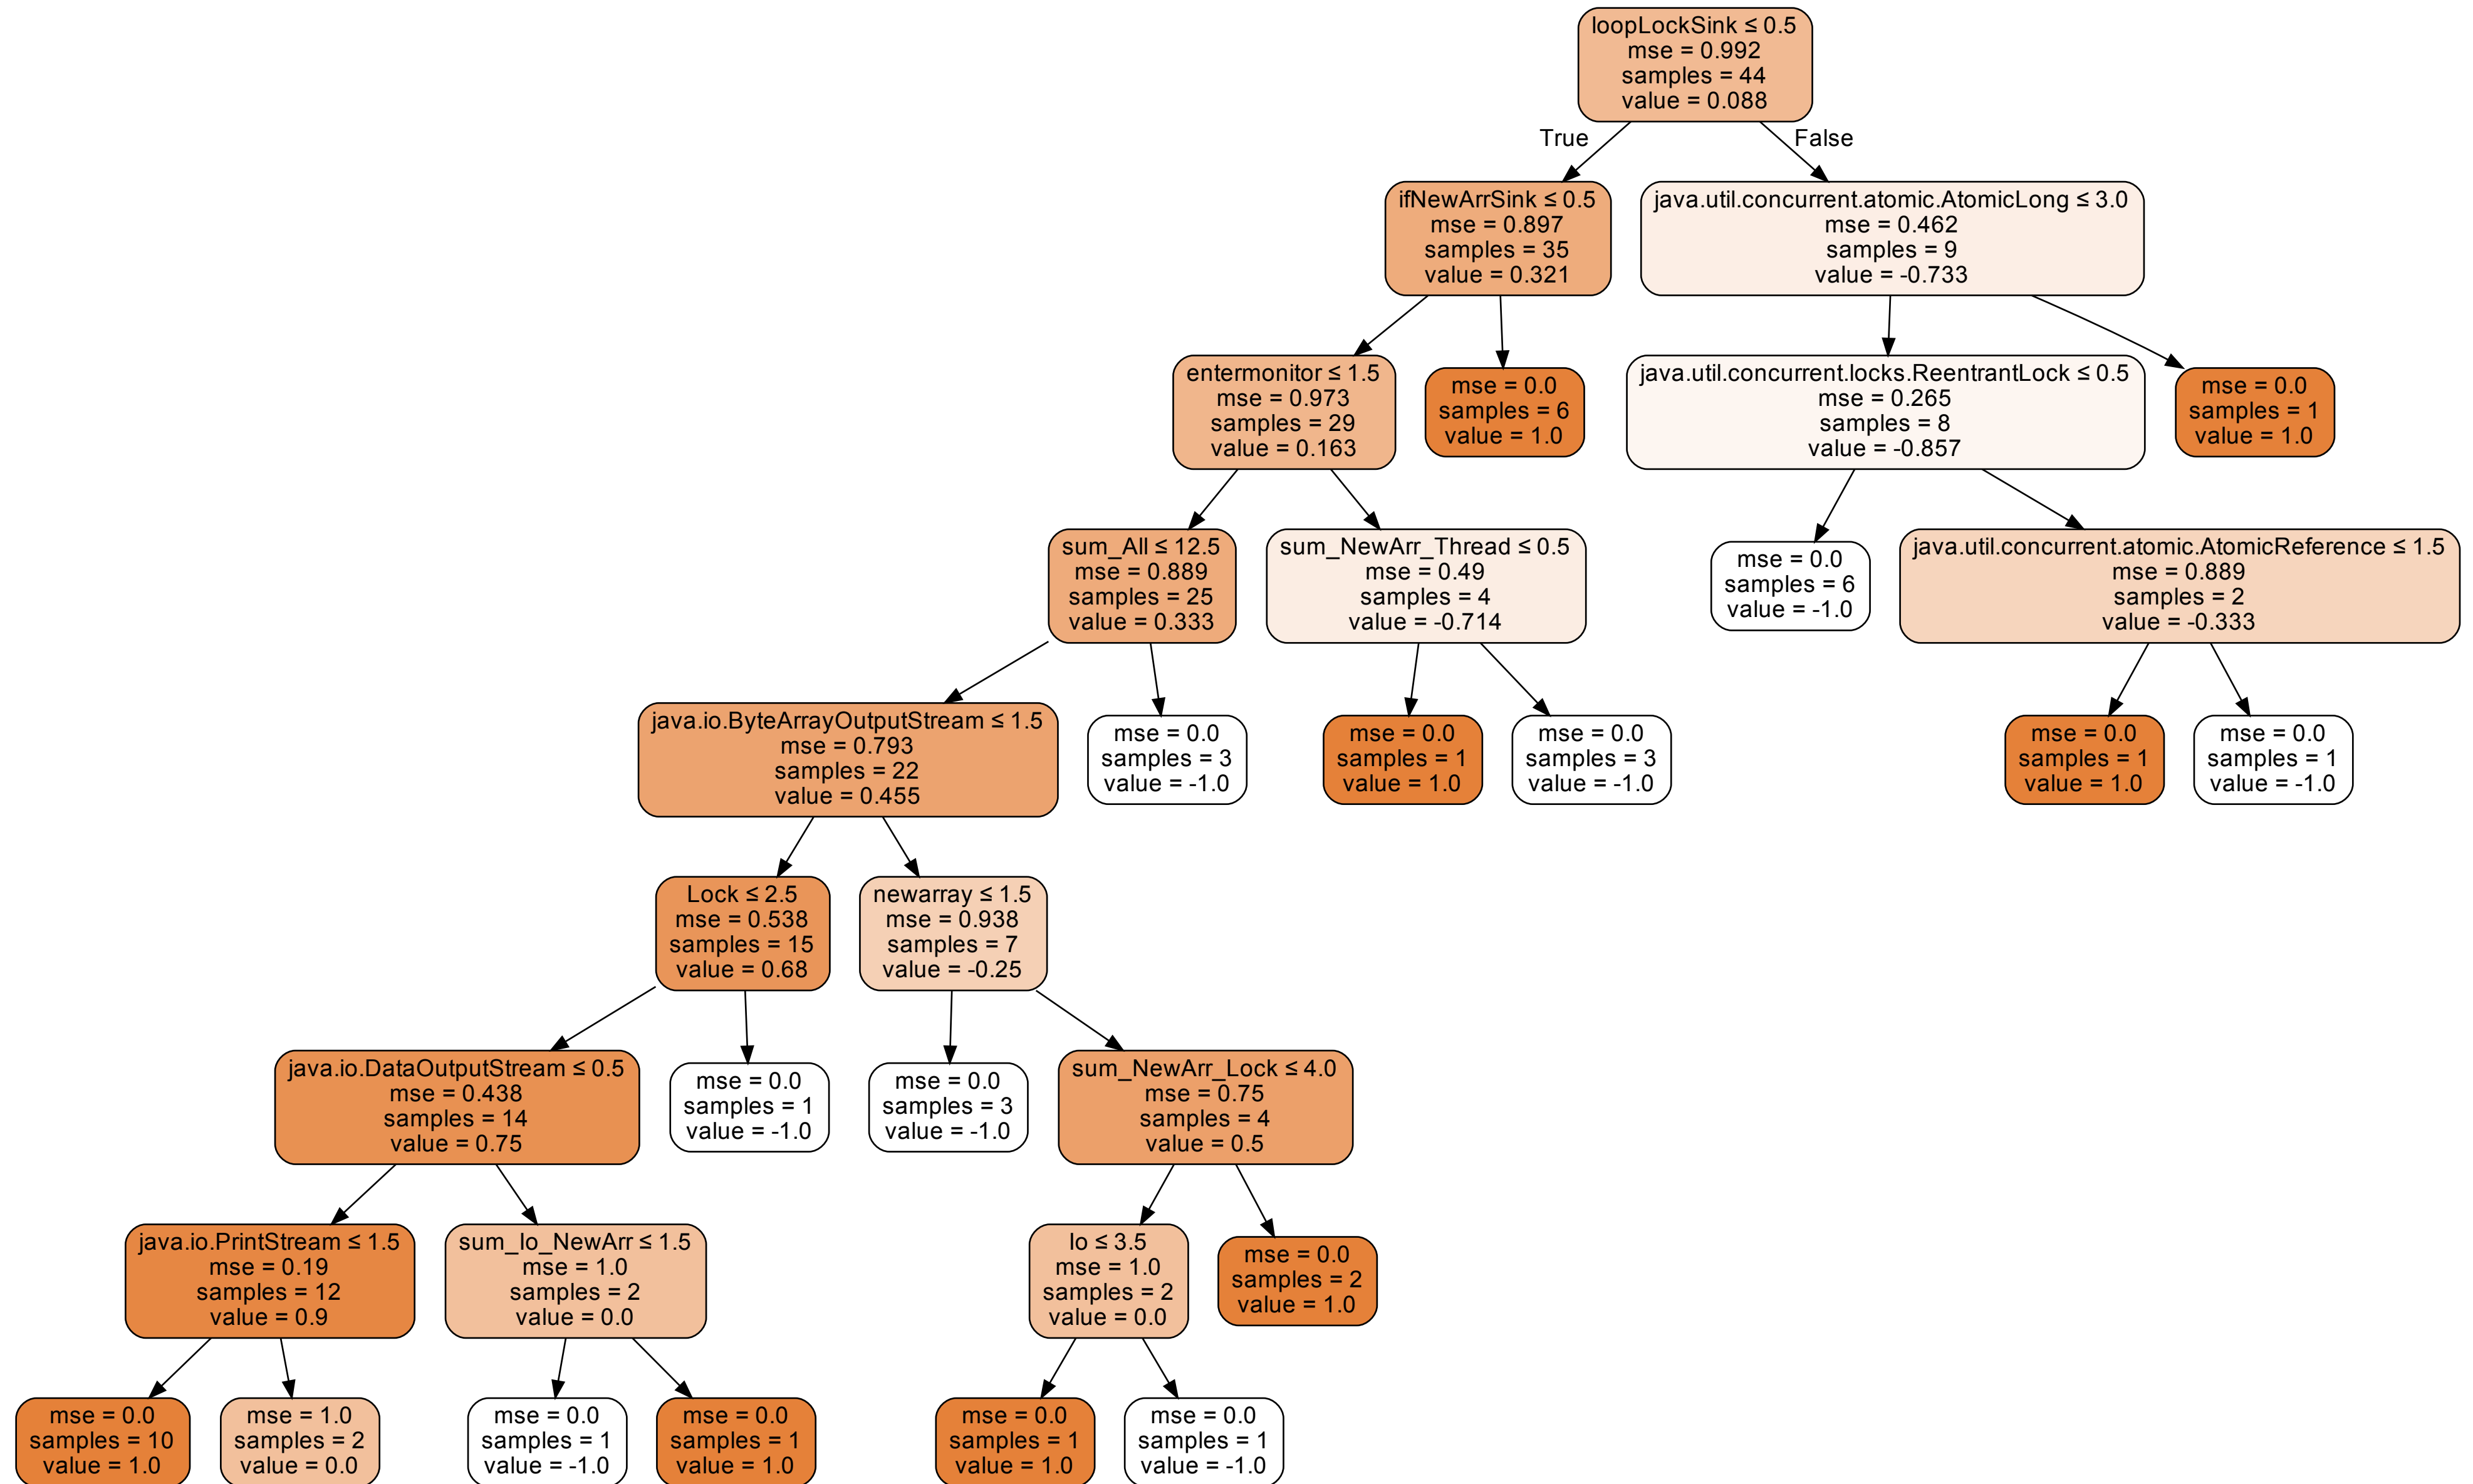 loopLockSink ≤ 0.5
mse = 0.992
samples = 44
value = 0.088
True
False
ifNewArrSink ≤ 0.5
mse = 0.897
samples = 35
value = 0.321
java.util.concurrent.atomic.AtomicLong ≤ 3.0
mse = 0.462
samples = 9
value = -0.733
entermonitor ≤ 1.5
mse = 0.973
samples = 29
value = 0.163
mse = 0.0
samples = 6
value = 1.0
java.util.concurrent.locks.ReentrantLock ≤ 0.5
mse = 0.265
samples = 8
value = -0.857
mse = 0.0
samples = 1
value = 1.0
sum_All ≤ 12.5
mse = 0.889
samples = 25
value = 0.333
sum_NewArr_Thread ≤ 0.5
mse = 0.49
samples = 4
value = -0.714
mse = 0.0
samples = 6
value = -1.0
java.util.concurrent.atomic.AtomicReference ≤ 1.5
mse = 0.889
samples = 2
value = -0.333
java.io.ByteArrayOutputStream ≤ 1.5
mse = 0.793
samples = 22
value = 0.455
mse = 0.0
samples = 3
value = -1.0
mse = 0.0
samples = 1
value = 1.0
mse = 0.0
samples = 3
value = -1.0
mse = 0.0
samples = 1
value = 1.0
mse = 0.0
samples = 1
value = -1.0
Lock ≤ 2.5
mse = 0.538
samples = 15
value = 0.68
newarray ≤ 1.5
mse = 0.938
samples = 7
value = -0.25
java.io.DataOutputStream ≤ 0.5
mse = 0.438
samples = 14
value = 0.75
mse = 0.0
samples = 1
value = -1.0
mse = 0.0
samples = 3
value = -1.0
sum_NewArr_Lock ≤ 4.0
mse = 0.75
samples = 4
value = 0.5
java.io.PrintStream ≤ 1.5
mse = 0.19
samples = 12
value = 0.9
sum_Io_NewArr ≤ 1.5
mse = 1.0
samples = 2
value = 0.0
Io ≤ 3.5
mse = 1.0
samples = 2
value = 0.0
mse = 0.0
samples = 2
value = 1.0
mse = 0.0
samples = 10
value = 1.0
mse = 1.0
samples = 2
value = 0.0
mse = 0.0
samples = 1
value = -1.0
mse = 0.0
samples = 1
value = 1.0
mse = 0.0
samples = 1
value = 1.0
mse = 0.0
samples = 1
value = -1.0